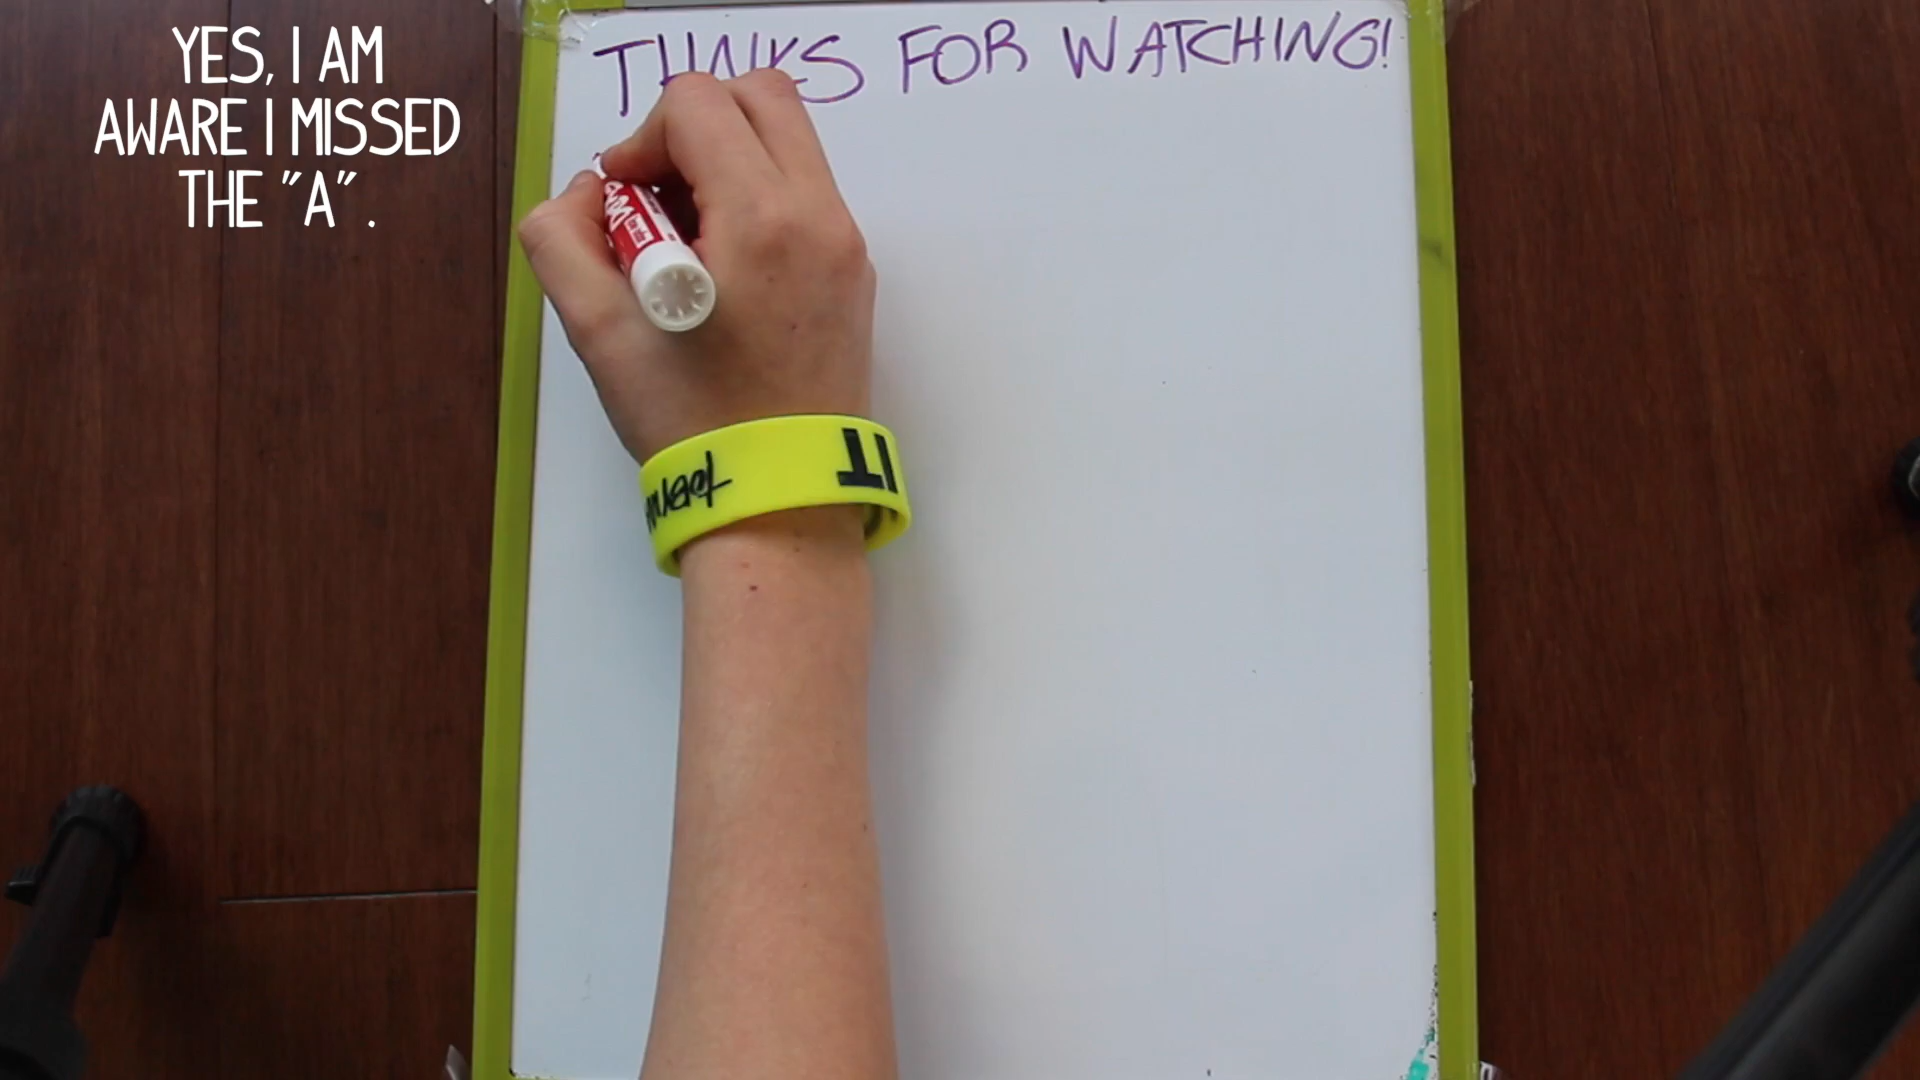 YES, I AM
AWARE I MISSED
THE "A".
THNKS FOR WATCHING!
IT